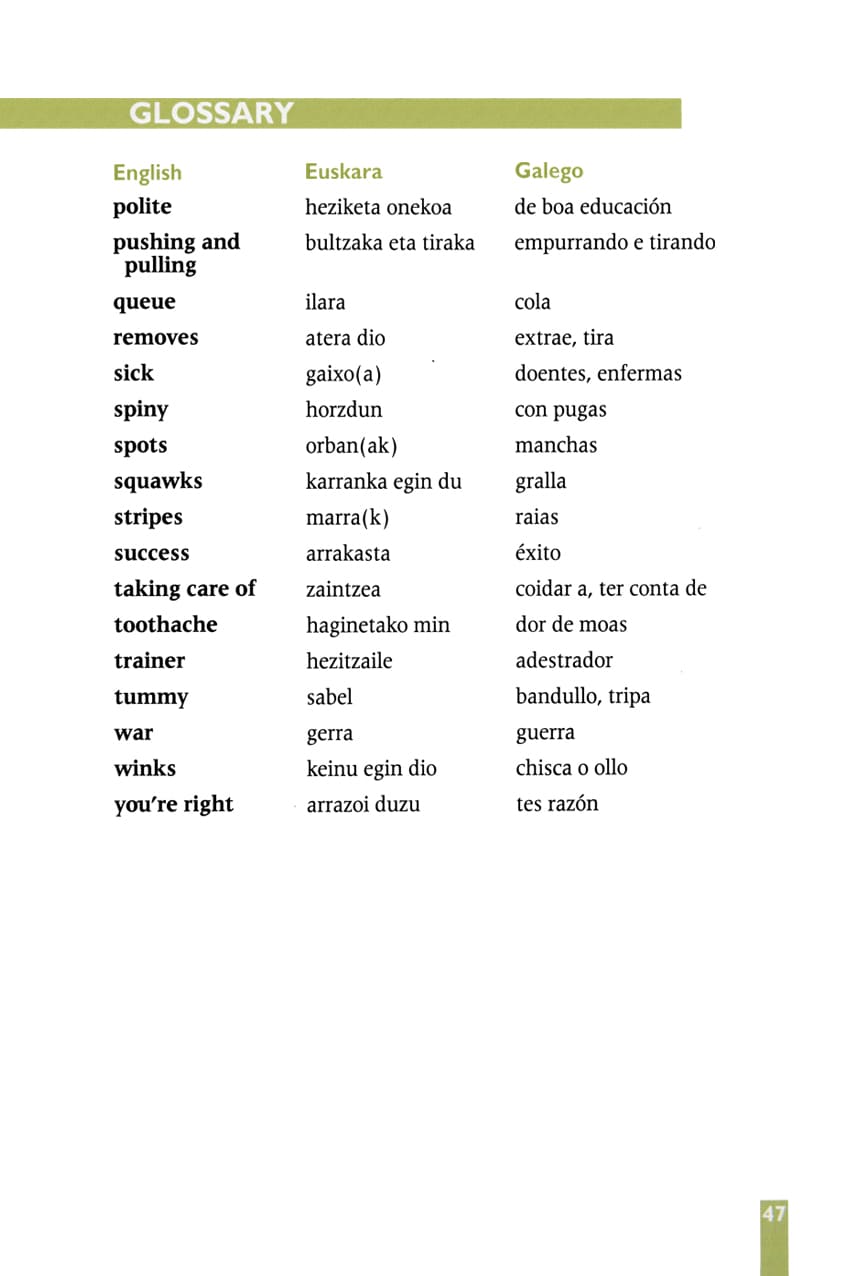 GLOSSARY
English Euskara Galego
polite heziketa onekoa de boa educación
pushing and bultzaka eta tiraka empurrando e tirando
pulling
queue ilara cola
removes atera dio extrae, tira
sick gaixo(a) doentes, enfermas
spiny horzdun con pugas
spots orban(ak) manchas
squawks karranka egin du gralla
stripes marra(k) raias
success arrakasta éxito
taking care of zaintzea coidar a, ter conta de
toothache haginetako min dor de moas
trainer hezitzaile adestrador
tummy sabel bandullo, tripa
war gerra guerra
winks keinu egin dio chisca o ollo
you're right arrazoi duzu tes razón
47